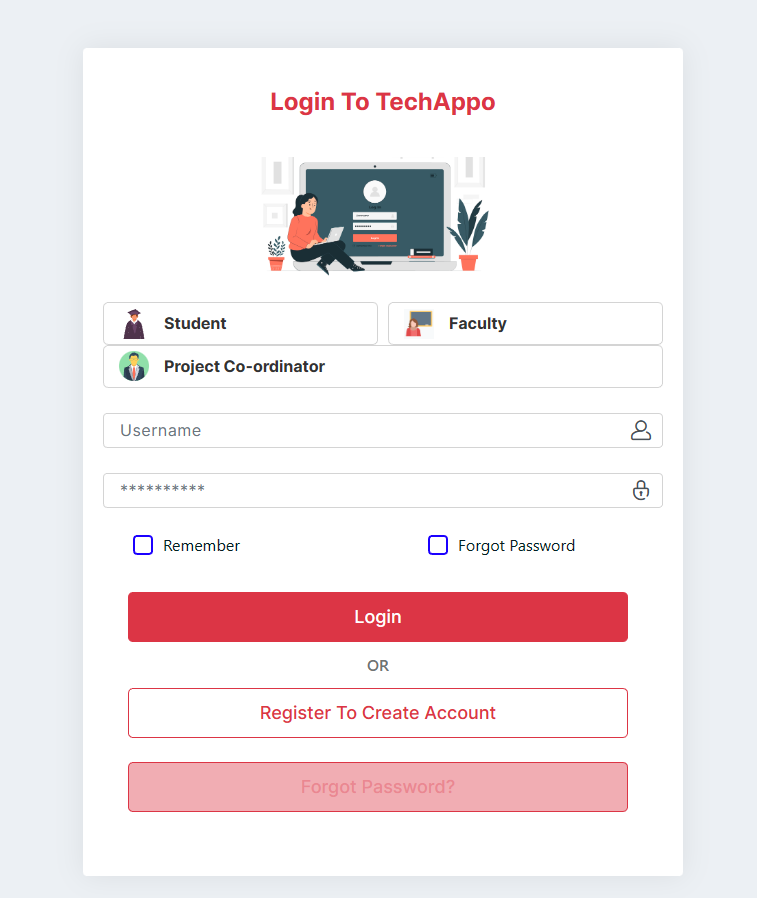 Login To TechAppo
Student
Faculty
Project Co-ordinator
Username
**********
Remember
Forgot Password
Login
OR
Register To Create Account
Forgot Password?